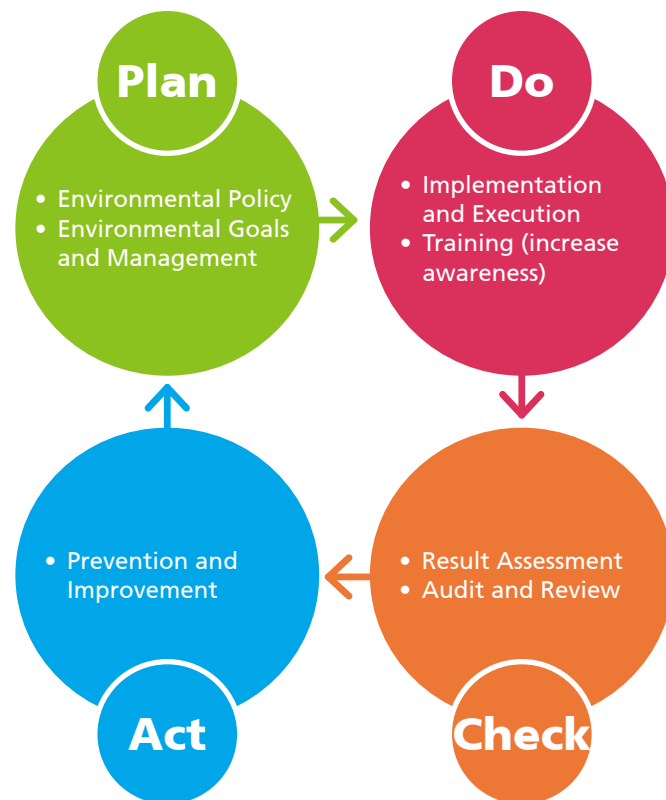 Plan
• Environmental Policy
• Environmental Goals
and Management
Do
• Implementation
and Execution
• Training (increase
awareness)
• Prevention and
Improvement
Act
• Result Assessment
• Audit and Review
Check